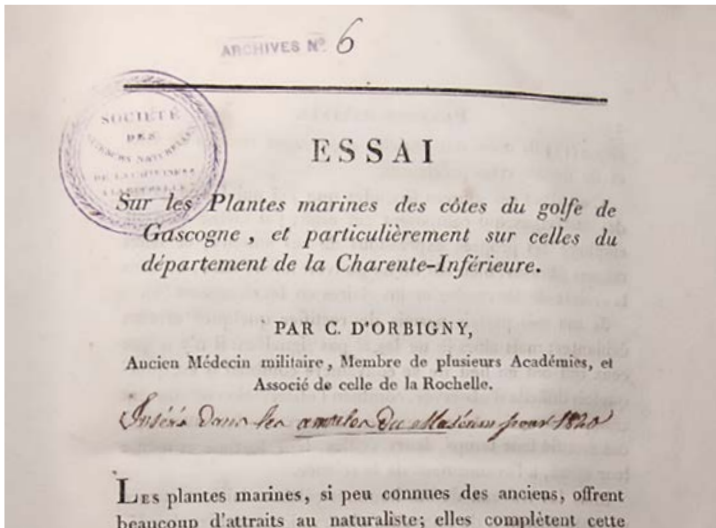 ARCHIVES Nº. 6
SOCIÉTÉ
DES
SCIENCES NATURELLES
ESSAI
Sur les Plantes marines des côtes du golfe de
Gascogne, et particulièrement sur celles du
département de la Charente-Inférieure.
PAR C. D'ORBIGNY,
Ancien Médecin militaire, Membre de plusieurs Académies, et
Associé de celle de la Rochelle.
Inséré dans les annales du Muséum pour 1820
LES plantes marines, si peu connues des anciens, offrent
beaucoup d'attraits au naturaliste; elles complètent cette